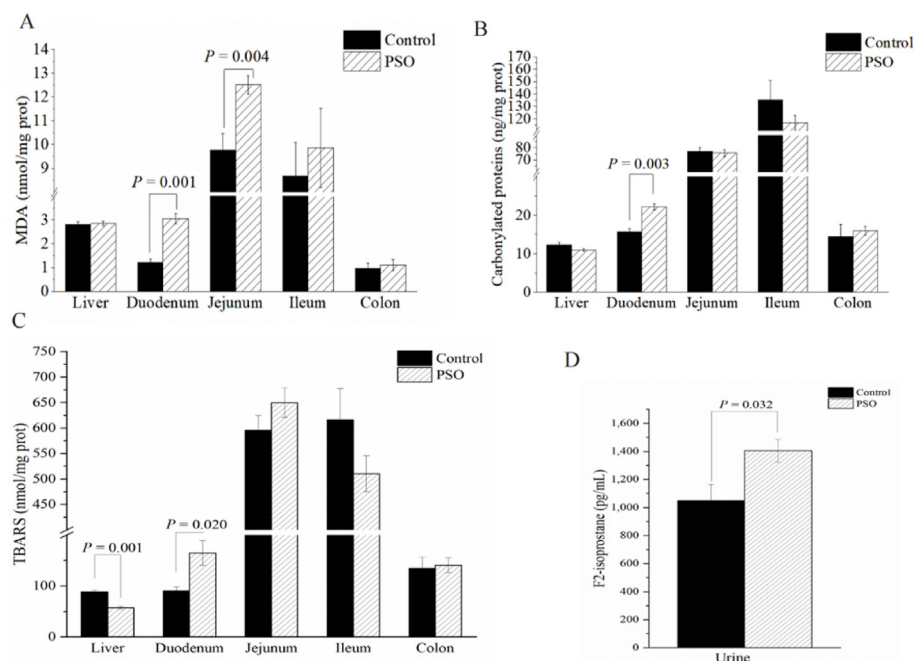 A
Control
PSO
MDA (nmol/mg prot)
14
13
12
11
10
9
3
2
1
0
P = 0.001
P = 0.004
Liver Duodenum Jejunum Ileum Colon
B
Control
PSO
Carbonylated proteins (ng/mg prot)
170
160
150
140
130
120
80
70
20
10
0
P = 0.003
Liver Duodenum Jejunum Ileum Colon
C
Control
PSO
TBARS (nmol/mg prot)
750
700
650
600
550
500
450
100
0
P = 0.001
P = 0.020
Liver Duodenum Jejunum Ileum Colon
D
Control
PSO
F2-isoprostane (pg/mL)
1,600
1,400
1,200
1,000
800
600
400
200
0
P = 0.032
Urine